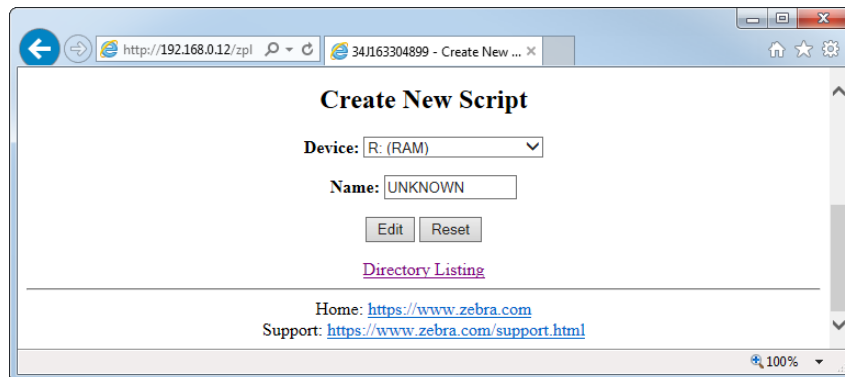 http://192.168.0.12/zpl
34J163304899 - Create New ...
Create New Script
Device: R: (RAM)
Name: UNKNOWN
Edit Reset
Directory Listing
Home: https://www.zebra.com
Support: https://www.zebra.com/support.html
100%